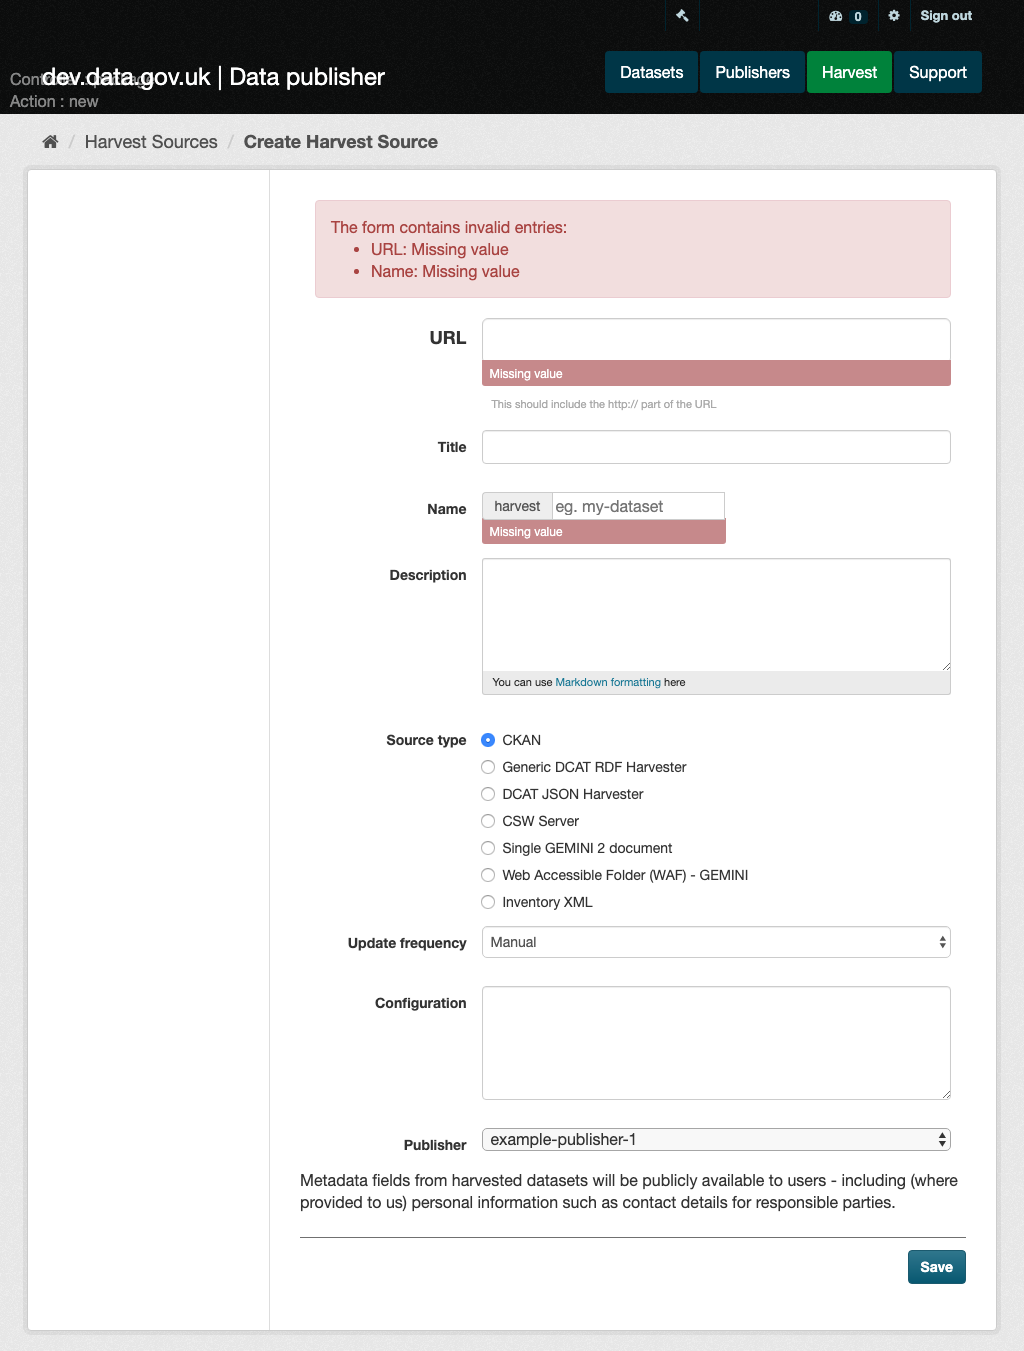 0
Sign out
dev.data.gov.uk | Data publisher
Datasets
Publishers
Harvest
Support
Action : new
/ Harvest Sources / Create Harvest Source
The form contains invalid entries:
• URL: Missing value
• Name: Missing value
URL
Missing value
This should include the http:// part of the URL
Title
Name
harvest
eg. my-dataset
Missing value
Description
You can use Markdown formatting here
Source type
CKAN
Generic DCAT RDF Harvester
DCAT JSON Harvester
CSW Server
Single GEMINI 2 document
Web Accessible Folder (WAF) - GEMINI
Inventory XML
Update frequency
Manual
Configuration
Publisher
example-publisher-1
Metadata fields from harvested datasets will be publicly available to users - including (where
provided to us) personal information such as contact details for responsible parties.
Save